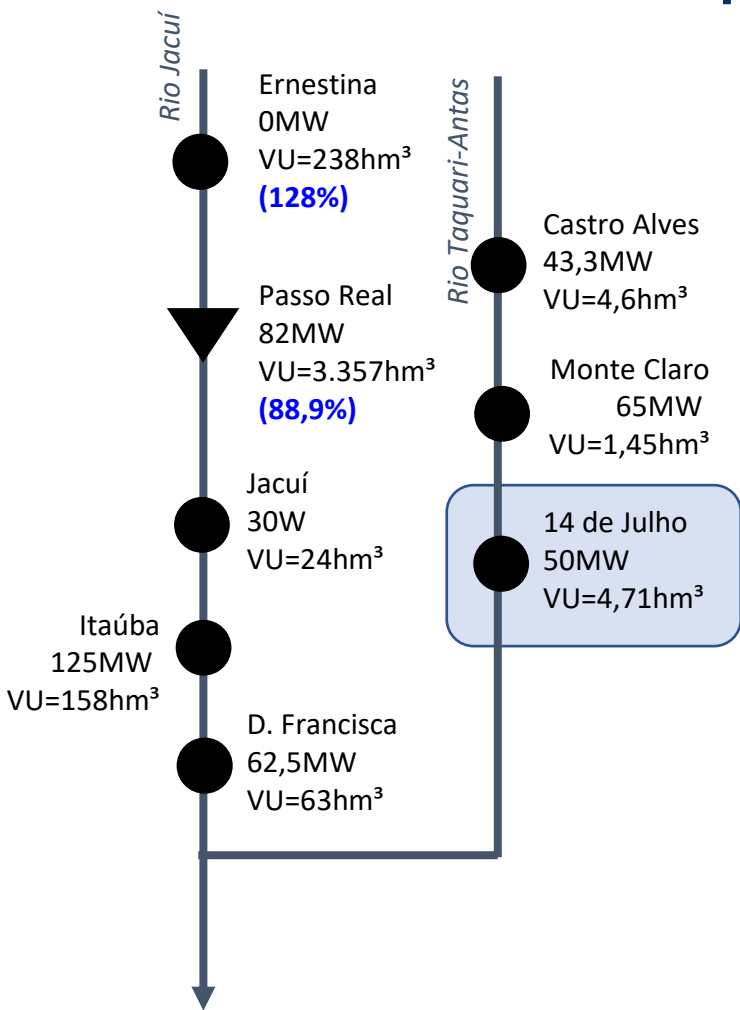 Rio Jacuí
Ernestina
0MW
VU=238hm³
(128%)
Passo Real
82MW
VU=3.357hm³
(88,9%)
Jacuí
30W
VU=24hm³
Itaúba
125MW
VU=158hm³
D. Francisca
62,5MW
VU=63hm³
Rio Taquari-Antas
Castro Alves
43,3MW
VU=4,6hm³
Monte Claro
65MW
VU=1,45hm³
14 de Julho
50MW
VU=4,71hm³